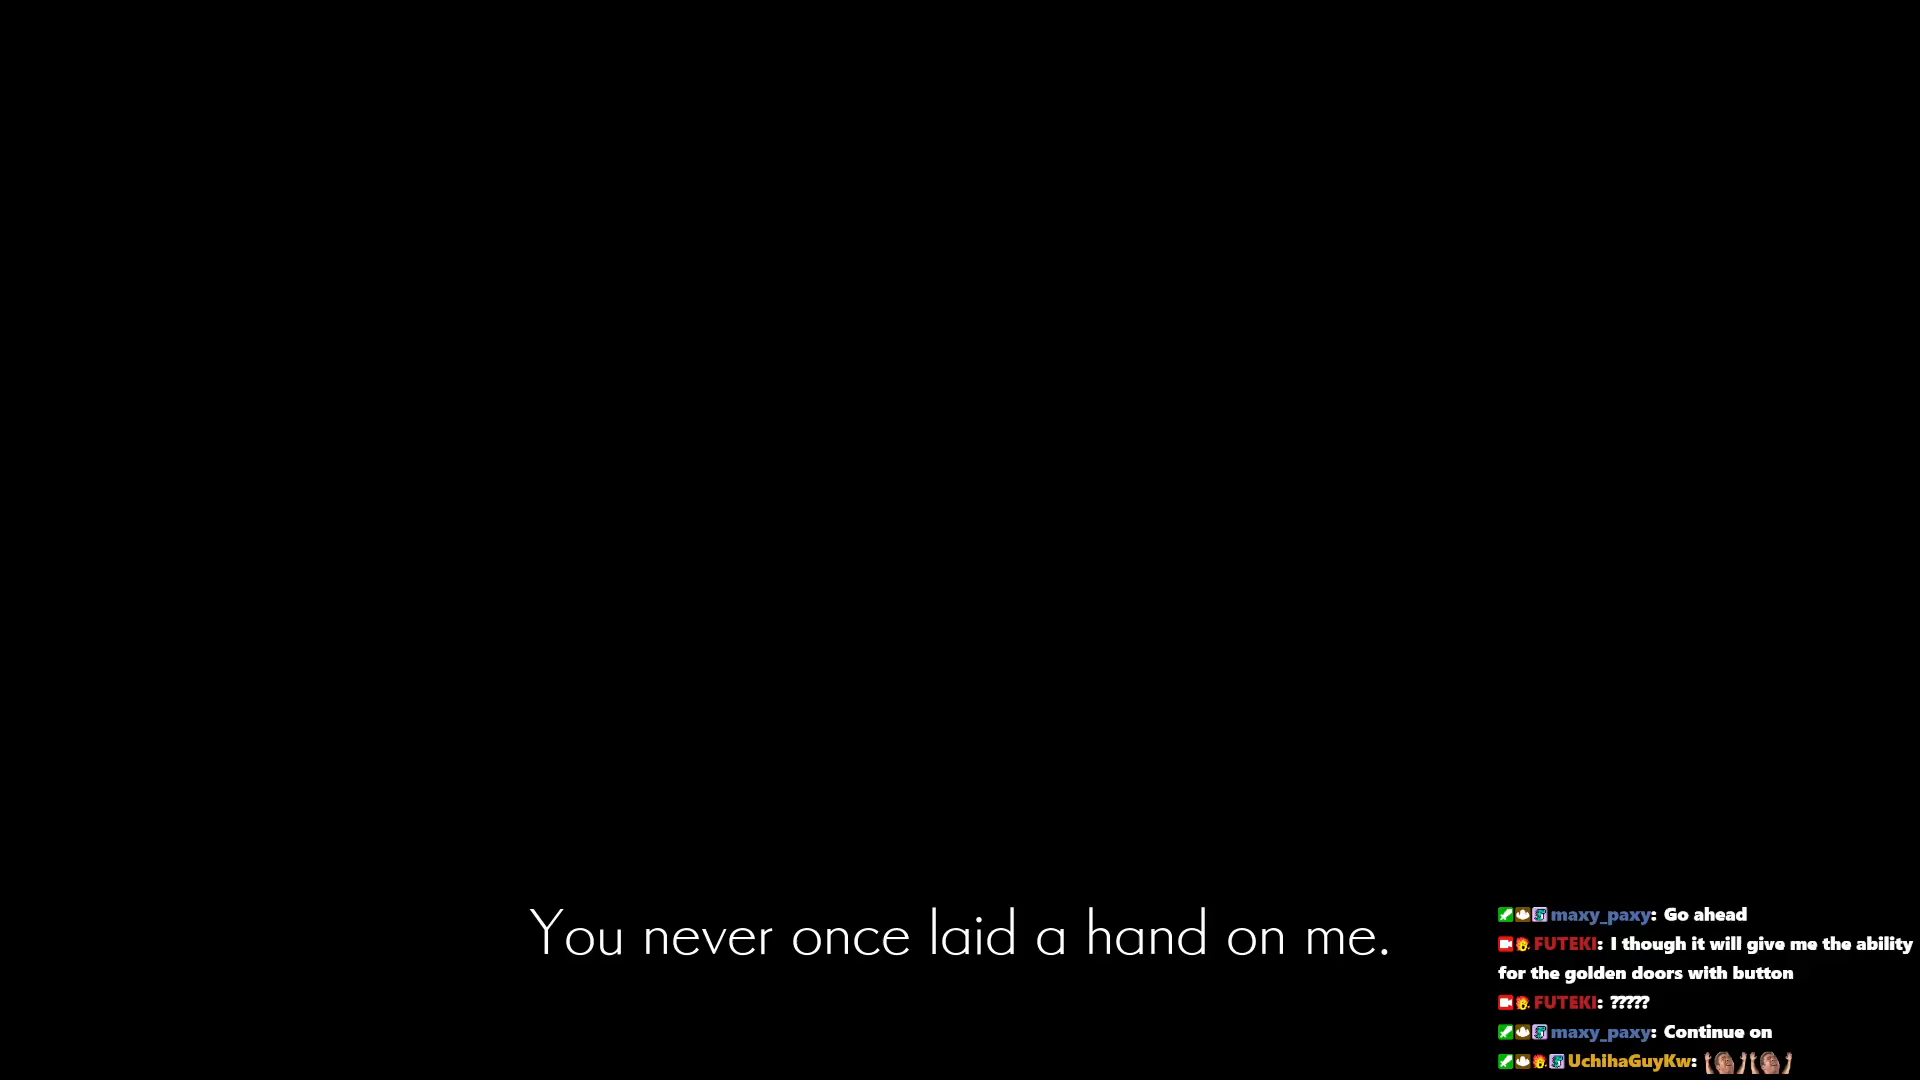 You never once laid a hand on me.
maxy_paxy: Go ahead
FUTEKI: I though it will give me the ability
for the golden doors with button
FUTEKI: ?????
maxy_paxy: Continue on
UchihaGuyKw: